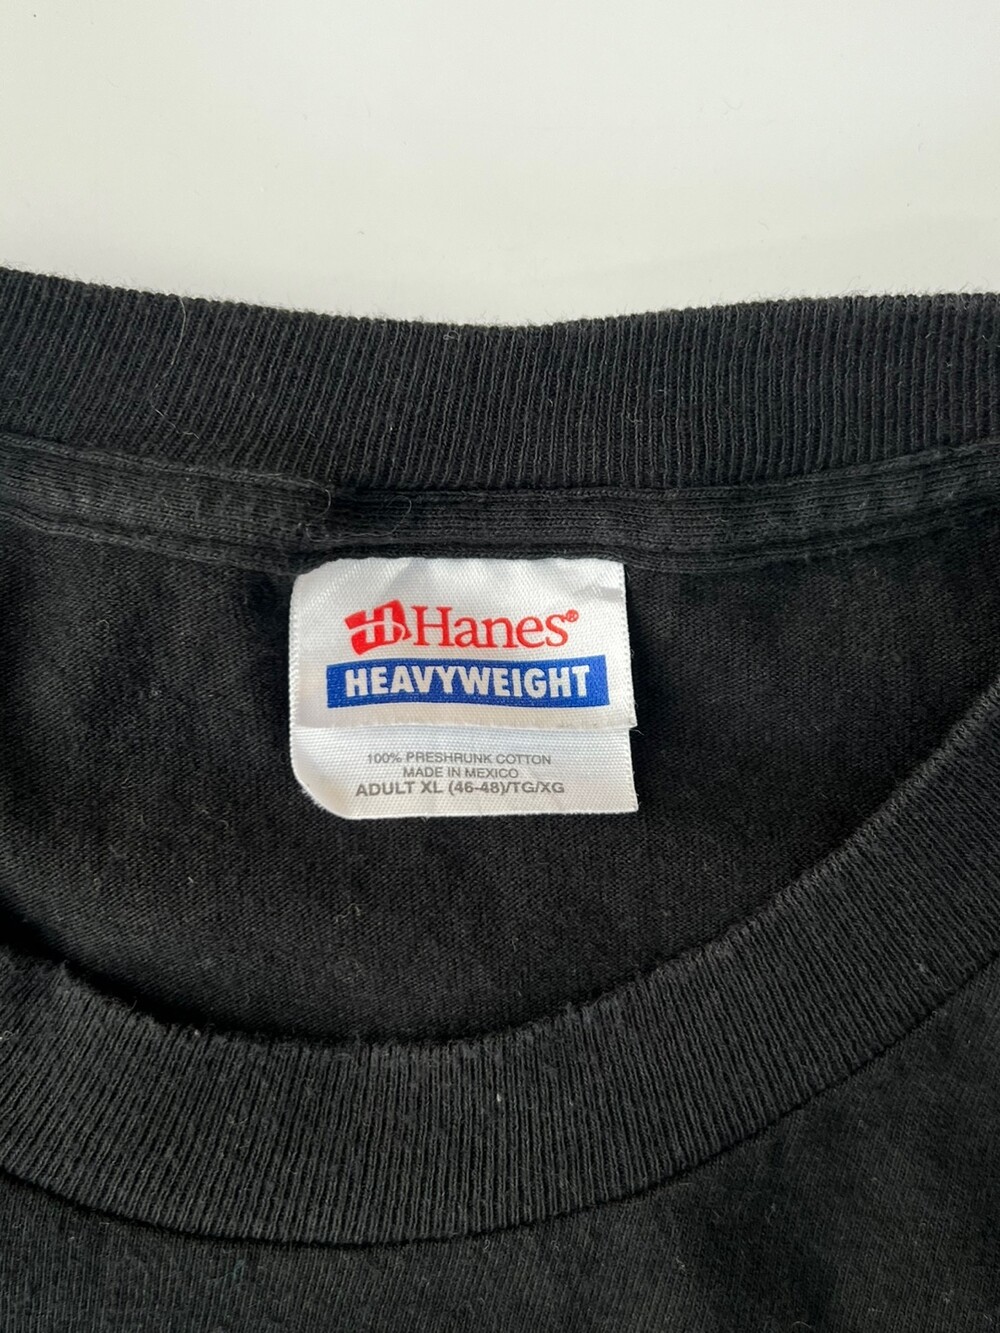 Hanes®
HEAVYWEIGHT
100% PRESHRUNK COTTON
MADE IN MEXICO
ADULT XL (46-48)/TG/XG